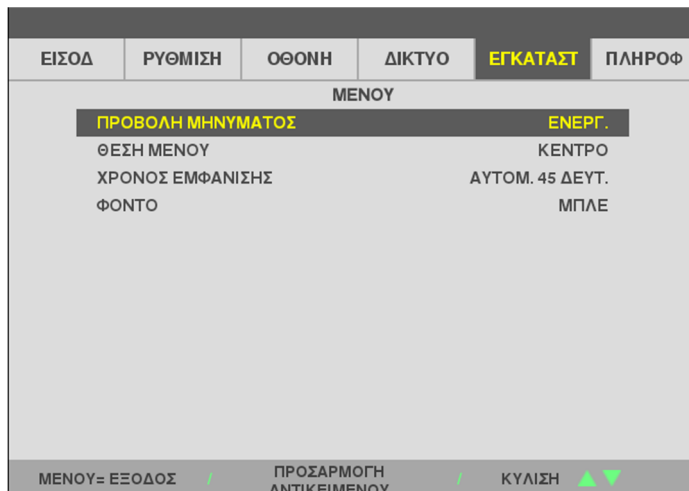 ΕΙΣΟΔ ΡΥΘΜΙΣΗ ΟΘΟΝΗ ΔΙΚΤΥΟ ΕΓΚΑΤΑΣΤ ΠΛΗΡΟΦ
ΜΕΝΟΥ
ΠΡΟΒΟΛΗ ΜΗΝΥΜΑΤΟΣ ΕΝΕΡΓ.
ΘΕΣΗ ΜΕΝΟΥ ΚΕΝΤΡΟ
ΧΡΟΝΟΣ ΕΜΦΑΝΙΣΗΣ ΑΥΤΟΜ. 45 ΔΕΥΤ.
ΦΟΝΤΟ ΜΠΛΕ
ΜΕΝΟΥ= ΕΞΟΔΟΣ / ΠΡΟΣΑΡΜΟΓΗ
ΑΝΤΙΚΕΙΜΕΝΟΥ / ΚΥΛΙΣΗ